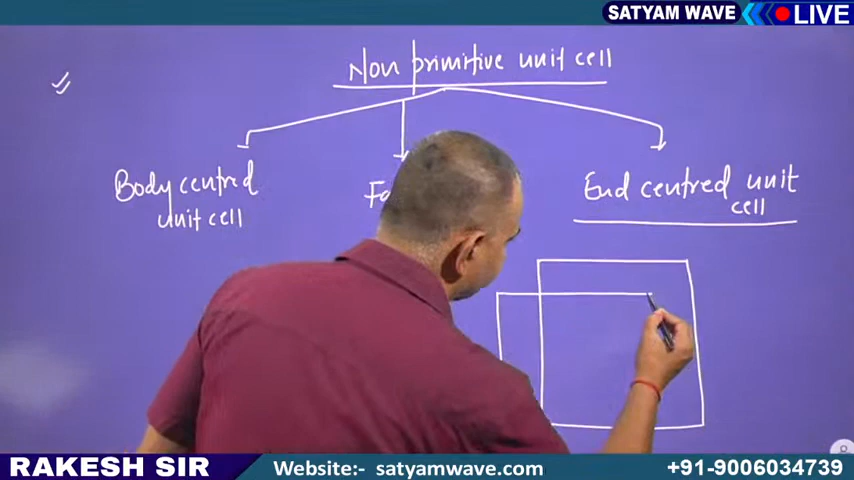 SATYAM WAVE LIVE
Non primitive unit cell
Body centred
unit cell
End centred unit
cell
RAKESH SIR
Website:- satyamwave.com
+91-9006034739